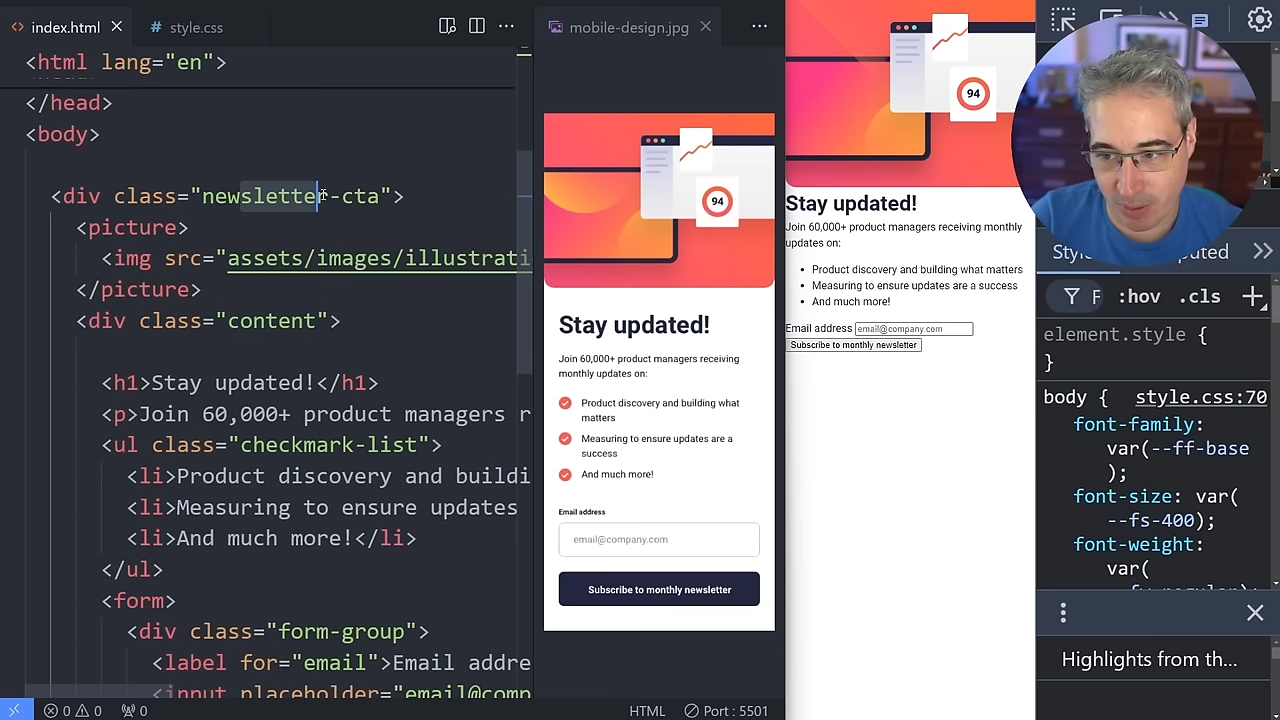 index.html
style.css
mobile-design.jpg
<html lang="en">
</head>
<body>
<div class="newsletter-cta">
<picture>
<img src="assets/images/illustrati
</picture>
<div class="content">
<h1>Stay updated!</h1>
<p>Join 60,000+ product managers r
<ul class="checkmark-list">
<li>Product discovery and buildi
<li>Measuring to ensure updates
<li>And much more!</li>
</ul>
<form>
<div class="form-group">
<label for="email">Email addre
<input placeholder="email@comp
0 0 0
HTML
Port : 5501
94
Stay updated!
Join 60,000+ product managers receiving
monthly updates on:
Product discovery and building what
matters
Measuring to ensure updates are a
success
And much more!
Email address
email@company.com
Subscribe to monthly newsletter
94
Stay updated!
Join 60,000+ product managers receiving monthly
updates on:
Product discovery and building what matters
Measuring to ensure updates are a success
And much more!
Email address email@company.com
Subscribe to monthly newsletter
F :hov .cls
element.style {
}
body { style.css:70
font-family:
var(--ff-base
);
font-size: var(
--fs-400);
font-weight:
var(
Highlights from th...